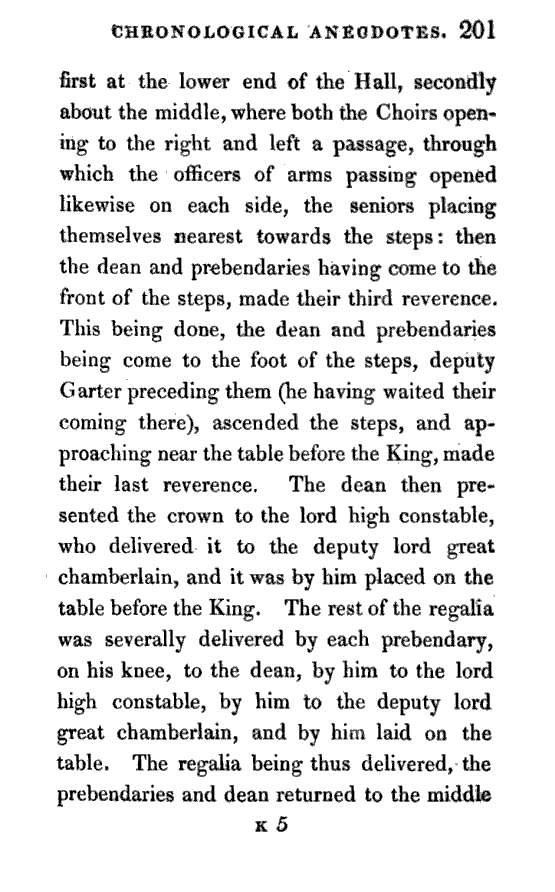 CHRONOLOGICAL ANECDOTES. 201
first at the lower end of the Hall, secondly
about the middle, where both the Choirs open-
ing to the right and left a passage, through
which the officers of arms passing opened
likewise on each side, the seniors placing
themselves nearest towards the steps: then
the dean and prebendaries having come to the
front of the steps, made their third reverence.
This being done, the dean and prebendaries
being come to the foot of the steps, deputy
Garter preceding them (he having waited their
coming there), ascended the steps, and ap-
proaching near the table before the King, made
their last reverence. The dean then pre-
sented the crown to the lord high constable,
who delivered it to the deputy lord great
chamberlain, and it was by him placed on the
table before the King. The rest of the regalia
was severally delivered by each prebendary,
on his knee, to the dean, by him to the lord
high constable, by him to the deputy lord
great chamberlain, and by him laid on the
table. The regalia being thus delivered, the
prebendaries and dean returned to the middle
K 5